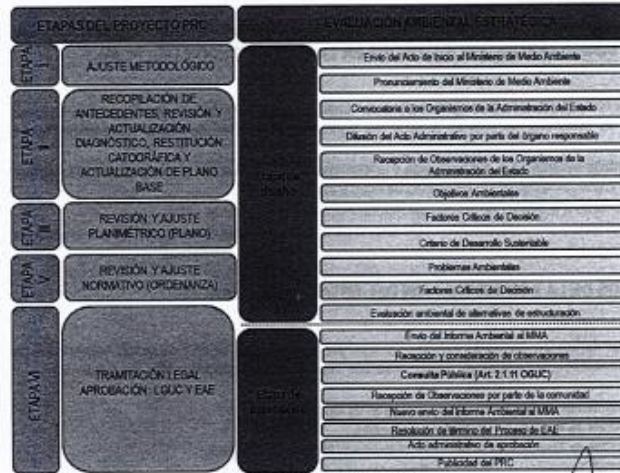 ETAPAS DEL PROYECTO PRC
EVALUACIÓN AMBIENTAL ESTRATÉGICA
ETAPA I
AJUSTE METODOLÓGICO
ETAPA II
RECOPILACIÓN DE
ANTECEDENTES, REVISIÓN Y
ACTUALIZACIÓN
DIAGNÓSTICO, RESTITUCIÓN
CATOGRÁFICA Y
ACTUALIZACIÓN DE PLANO
BASE
ETAPA III
REVISIÓN Y AJUSTE
PLANIMÉTRICO (PLANO)
ETAPA V
REVISIÓN Y AJUSTE
NORMATIVO (ORDENANZA)
ETAPA VI
TRAMITACIÓN LEGAL
APROBACIÓN: LGUC Y EAE
Envío del Acto de Inicio al Ministerio de Medio Ambiente
Pronunciamiento del Ministerio de Medio Ambiente
Convocatoria a los Organismos de la Administración del Estado
Difusión del Acto Administrativo por parte del órgano responsable
Recepción de Observaciones de los Organismos de la
Administración del Estado
Objetivos Ambientales
Factores Críticos de Decisión
Criterio de Desarrollo Sustentable
Problemas Ambientales
Factores Críticos de Decisión
Evaluación ambiental de alternativas de estructuración
Envío del Informe Ambiental al MMA
Recepción y consideración de observaciones
Consulta Pública (Art. 2.1.11 OGUC)
Recepción de Observaciones por parte de la comunidad
Nuevo envío del Informe Ambiental al MMA
Resolución de término del Proceso de EAE
Acto administrativo de aprobación
Publicidad del PRC